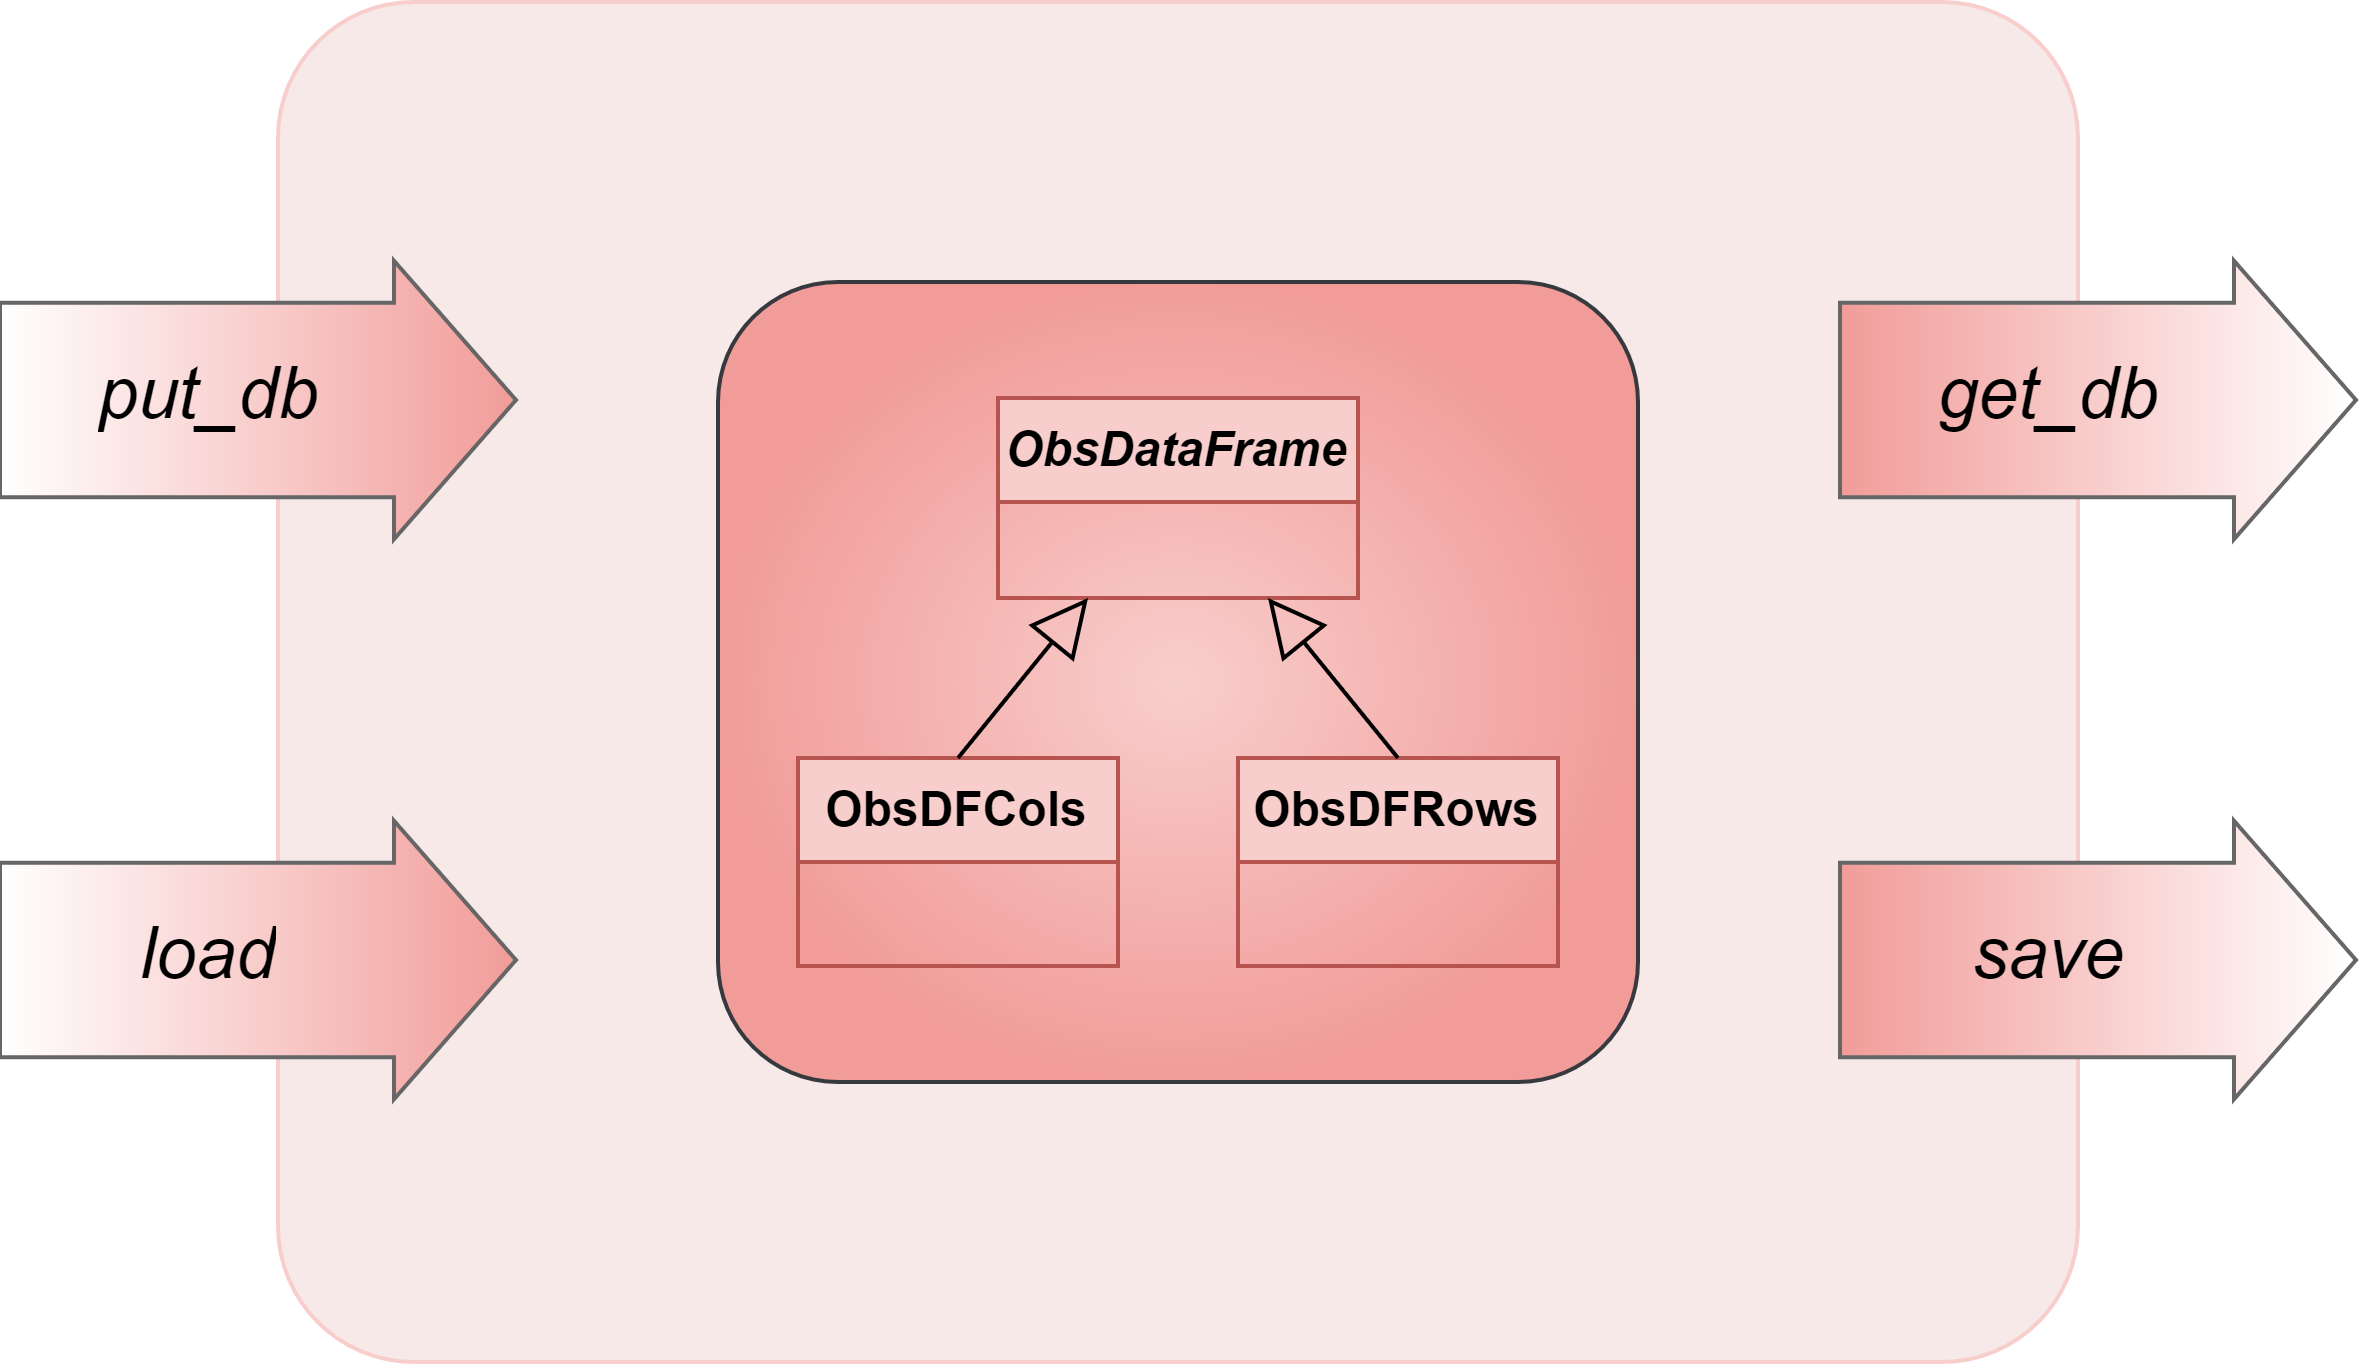 put_db
get_db
ObsDataFrame
ObsDFCols
ObsDFRows
load
save